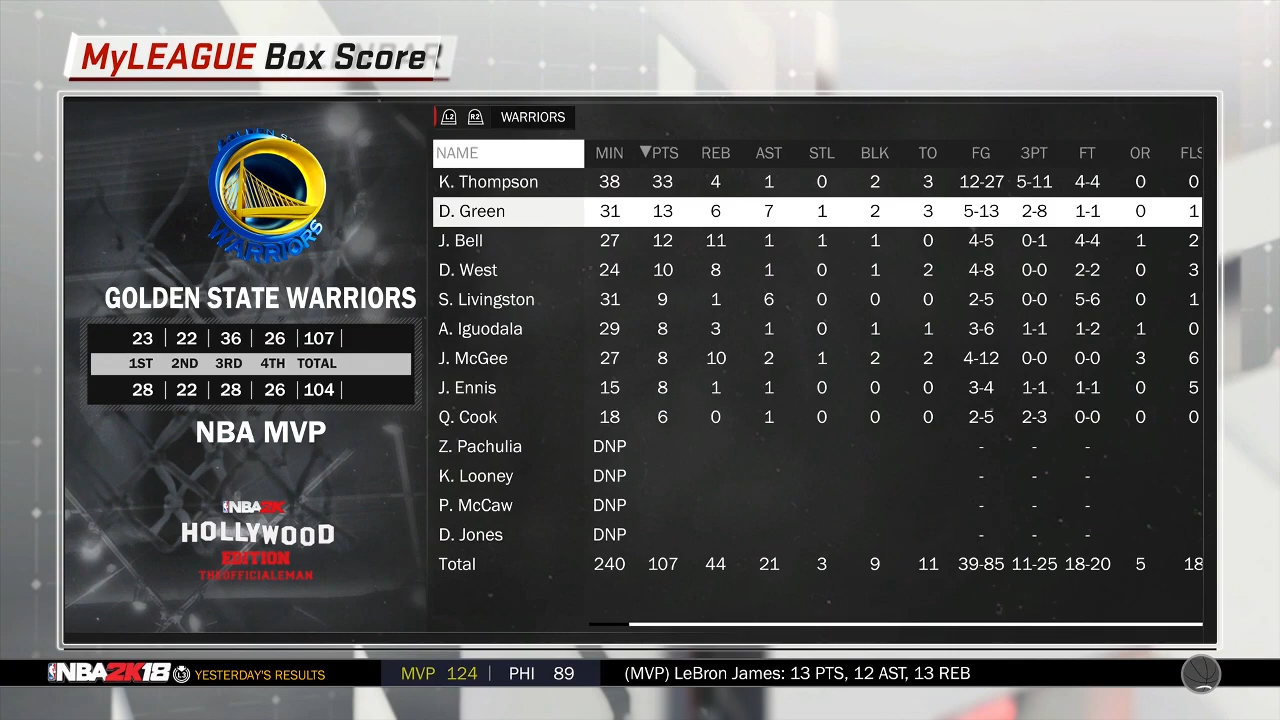 MyLEAGUE Box Score
L2 R2 WARRIORS
GOLDEN STATE WARRIORS
GOLDEN STATE WARRIORS
23 | 22 | 36 | 26 | 107 |
1ST 2ND 3RD 4TH TOTAL
28 | 22 | 28 | 26 | 104 |
NBA MVP
NBA 2K
HOLLYWOOD
EDITION
THEOFFICIALEMAN
NAME MIN ▼PTS REB AST STL BLK TO FG 3PT FT OR FLS
K. Thompson 38 33 4 1 0 2 3 12-27 5-11 4-4 0 0
D. Green 31 13 6 7 1 2 3 5-13 2-8 1-1 0 1
J. Bell 27 12 11 1 1 1 0 4-5 0-1 4-4 1 2
D. West 24 10 8 1 0 1 2 4-8 0-0 2-2 0 3
S. Livingston 31 9 1 6 0 0 0 2-5 0-0 5-6 0 1
A. Iguodala 29 8 3 1 0 1 1 3-6 1-1 1-2 1 0
J. McGee 27 8 10 2 1 2 2 4-12 0-0 0-0 3 6
J. Ennis 15 8 1 1 0 0 0 3-4 1-1 1-1 0 5
Q. Cook 18 6 0 1 0 0 0 2-5 2-3 0-0 0 0
Z. Pachulia DNP - - -
K. Looney DNP - - -
P. McCaw DNP - - -
D. Jones DNP - - -
Total 240 107 44 21 3 9 11 39-85 11-25 18-20 5 18
NBA 2K18 YESTERDAY'S RESULTS MVP 124 | PHI 89 (MVP) LeBron James: 13 PTS, 12 AST, 13 REB